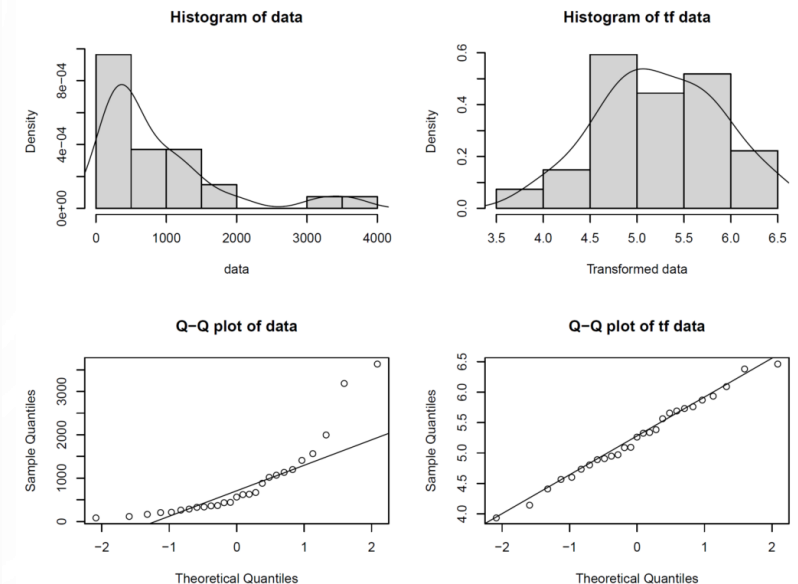 Histogram of data
Density
0e+00 4e−04 8e−04
0 1000 2000 3000 4000
data
Histogram of tf data
Density
0.0 0.2 0.4 0.6
3.5 4.0 4.5 5.0 5.5 6.0 6.5
Transformed data
Q−Q plot of data
Sample Quantiles
0 1000 2000 3000
−2 −1 0 1 2
Theoretical Quantiles
Q−Q plot of tf data
Sample Quantiles
4.0 4.5 5.0 5.5 6.0 6.5
−2 −1 0 1 2
Theoretical Quantiles